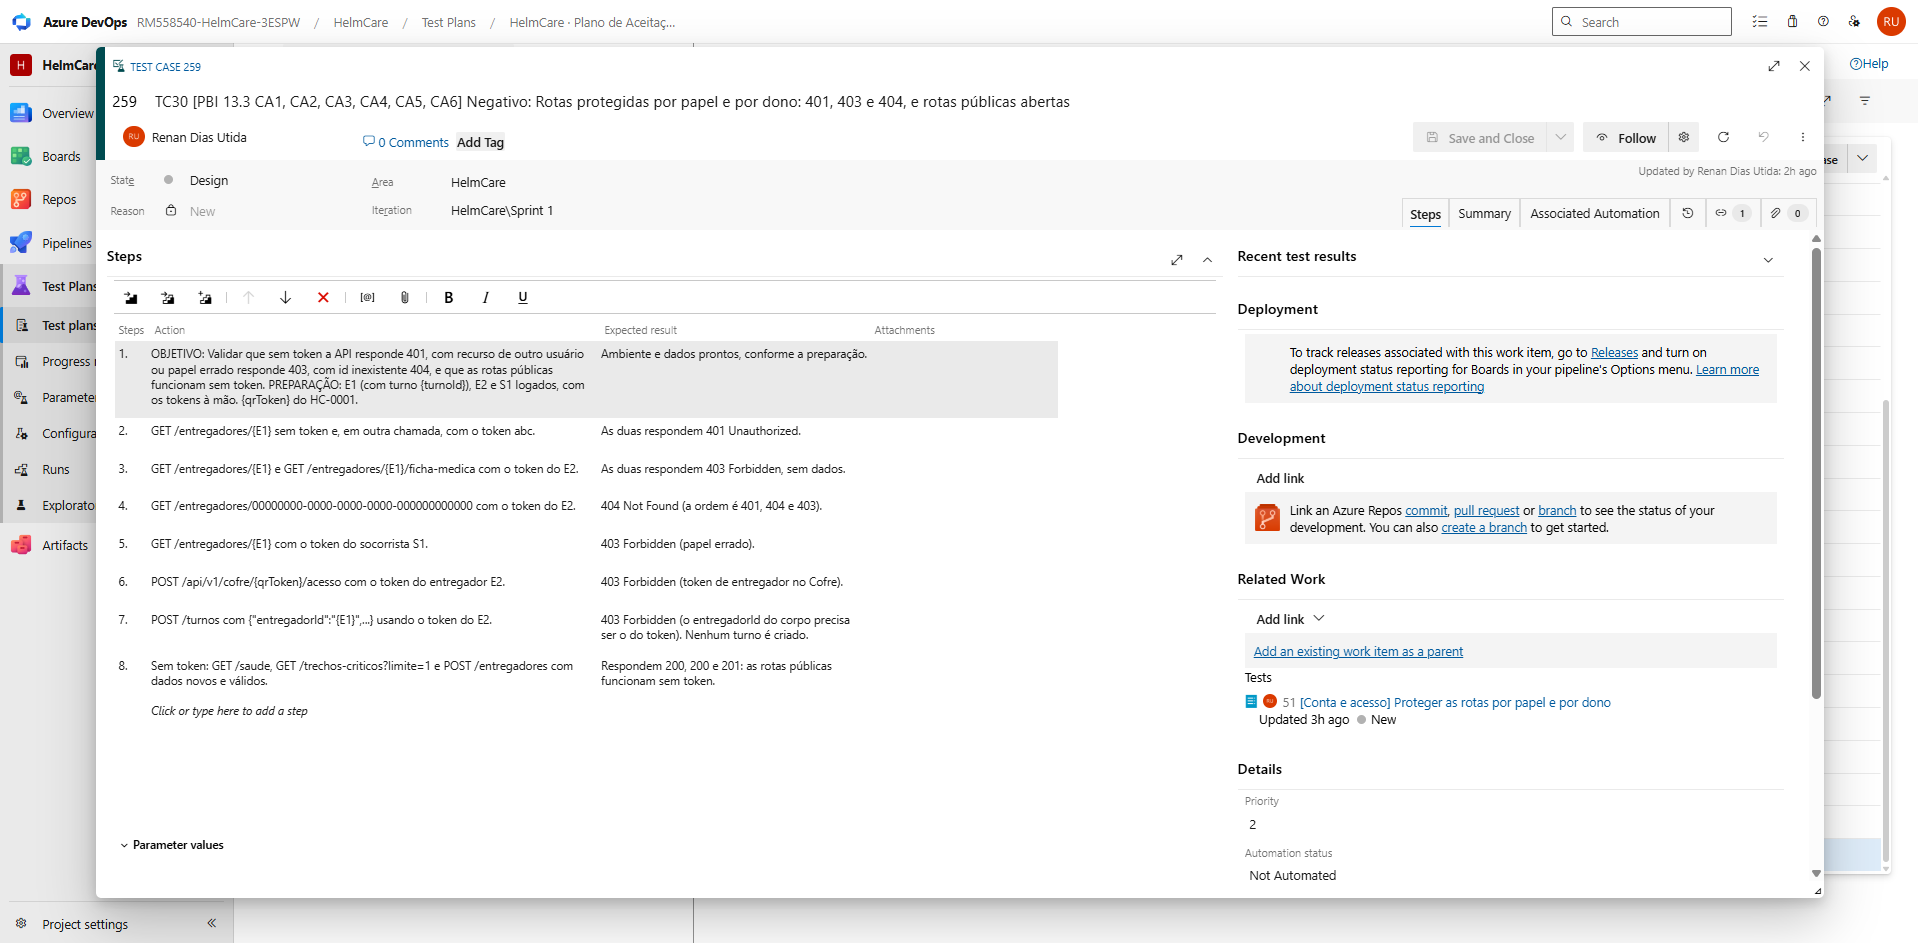 Azure DevOps RM558540-HelmCare-3ESPW / HelmCare / Test Plans / HelmCare · Plano de Aceitaç...
Search
RU
H HelmCare
Help
Overview
Boards
Repos
Pipelines
Test Plans
Test plans
Progress r
Paramete
Configura
Runs
Explorato
Artifacts
Project settings
TEST CASE 259
259 TC30 [PBI 13.3 CA1, CA2, CA3, CA4, CA5, CA6] Negativo: Rotas protegidas por papel e por dono: 401, 403 e 404, e rotas públicas abertas
RU Renan Dias Utida
0 Comments Add Tag
Save and Close
Follow
ase
State Design
Area HelmCare
Updated by Renan Dias Utida: 2h ago
Reason New
Iteration HelmCare\Sprint 1
Steps Summary Associated Automation 1 0
Steps
[@] B I U
Steps Action Expected result Attachments
1. OBJETIVO: Validar que sem token a API responde 401, com recurso de outro usuário Ambiente e dados prontos, conforme a preparação.
ou papel errado responde 403, com id inexistente 404, e que as rotas públicas
funcionam sem token. PREPARAÇÃO: E1 (com turno {turnoId}), E2 e S1 logados, com
os tokens à mão. {qrToken} do HC-0001.
2. GET /entregadores/{E1} sem token e, em outra chamada, com o token abc. As duas respondem 401 Unauthorized.
3. GET /entregadores/{E1} e GET /entregadores/{E1}/ficha-medica com o token do E2. As duas respondem 403 Forbidden, sem dados.
4. GET /entregadores/00000000-0000-0000-0000-000000000000 com o token do E2. 404 Not Found (a ordem é 401, 404 e 403).
5. GET /entregadores/{E1} com o token do socorrista S1. 403 Forbidden (papel errado).
6. POST /api/v1/cofre/{qrToken}/acesso com o token do entregador E2. 403 Forbidden (token de entregador no Cofre).
7. POST /turnos com {"entregadorId":"{E1}",...} usando o token do E2. 403 Forbidden (o entregadorId do corpo precisa
ser o do token). Nenhum turno é criado.
8. Sem token: GET /saude, GET /trechos-criticos?limite=1 e POST /entregadores com Respondem 200, 200 e 201: as rotas públicas
dados novos e válidos. funcionam sem token.
Click or type here to add a step
Parameter values
Recent test results
Deployment
To track releases associated with this work item, go to Releases and turn on
deployment status reporting for Boards in your pipeline's Options menu. Learn more
about deployment status reporting
Development
Add link
Link an Azure Repos commit, pull request or branch to see the status of your
development. You can also create a branch to get started.
Related Work
Add link
Add an existing work item as a parent
Tests
51 [Conta e acesso] Proteger as rotas por papel e por dono
Updated 3h ago New
Details
Priority
2
Automation status
Not Automated